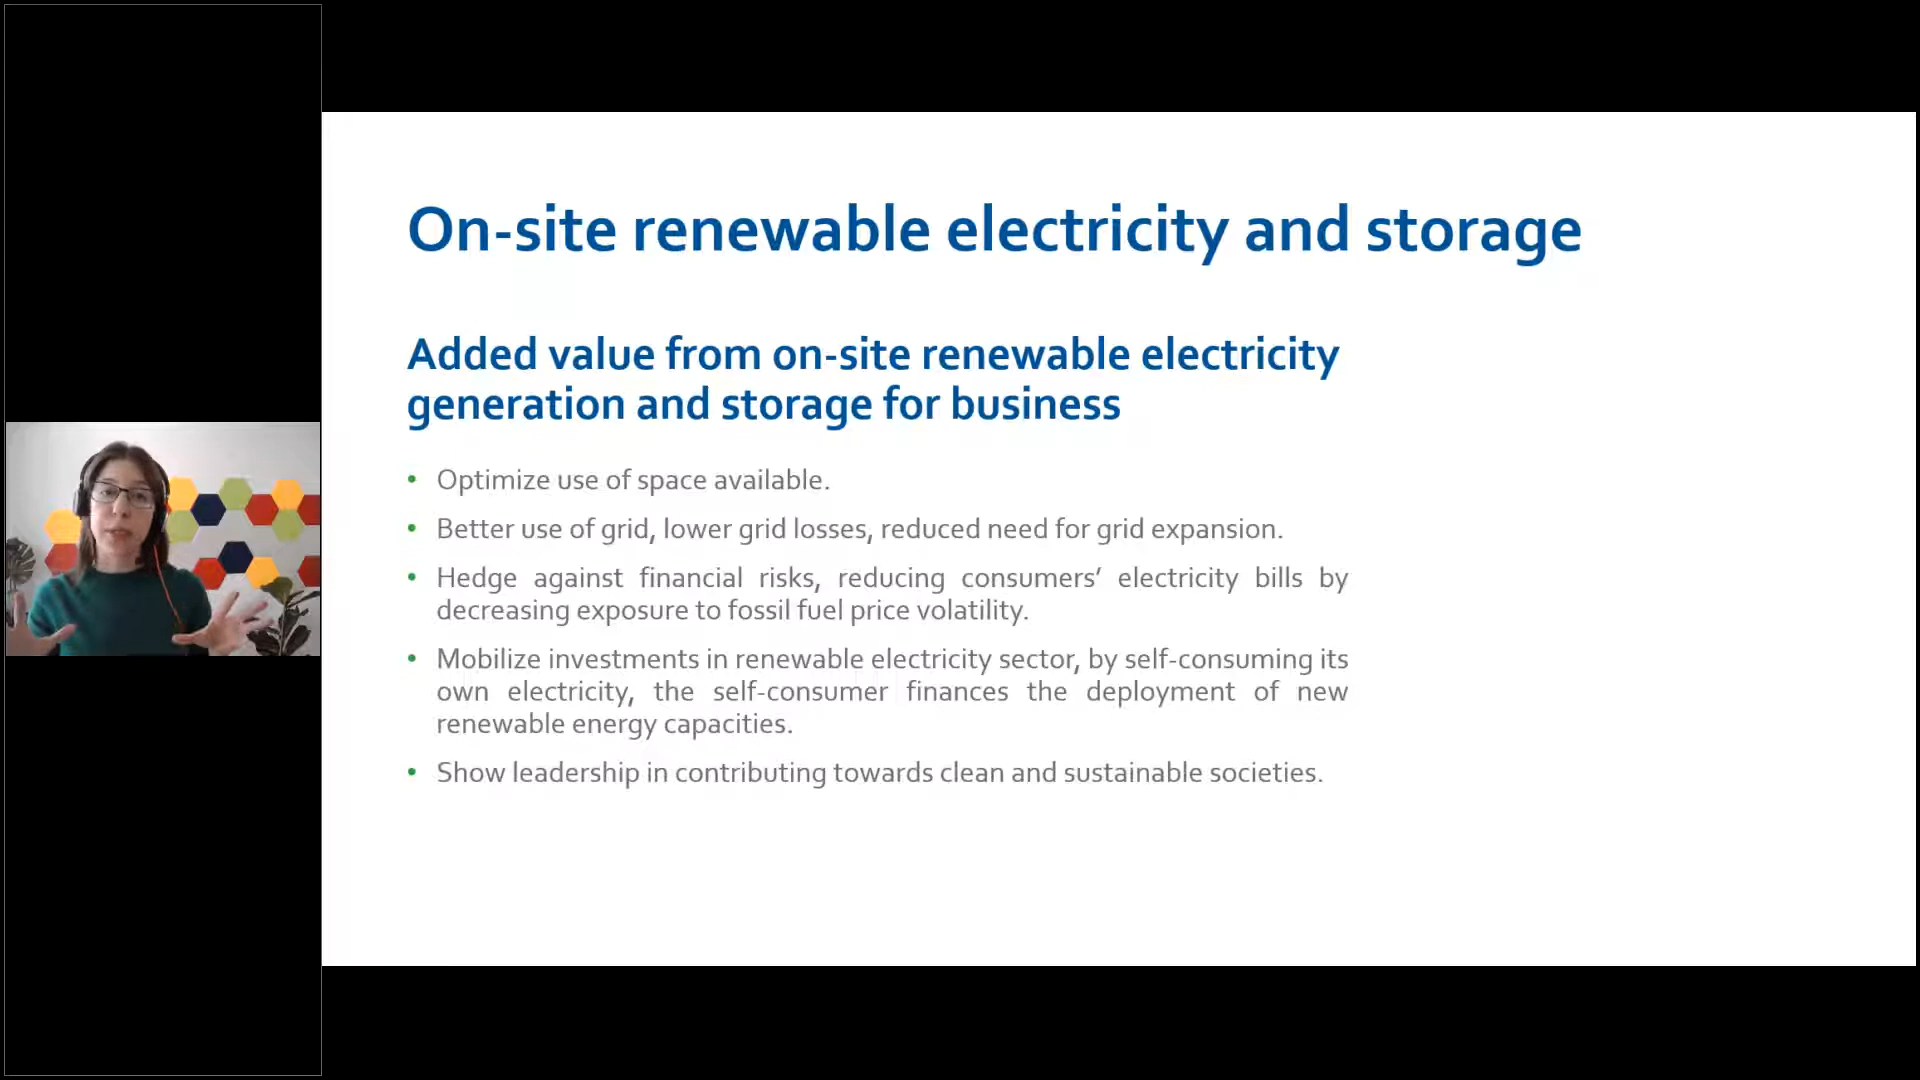 On-site renewable electricity and storage
Added value from on-site renewable electricity
generation and storage for business
• Optimize use of space available.
• Better use of grid, lower grid losses, reduced need for grid expansion.
• Hedge against financial risks, reducing consumers’ electricity bills by
decreasing exposure to fossil fuel price volatility.
• Mobilize investments in renewable electricity sector, by self-consuming its
own electricity, the self-consumer finances the deployment of new
renewable energy capacities.
• Show leadership in contributing towards clean and sustainable societies.